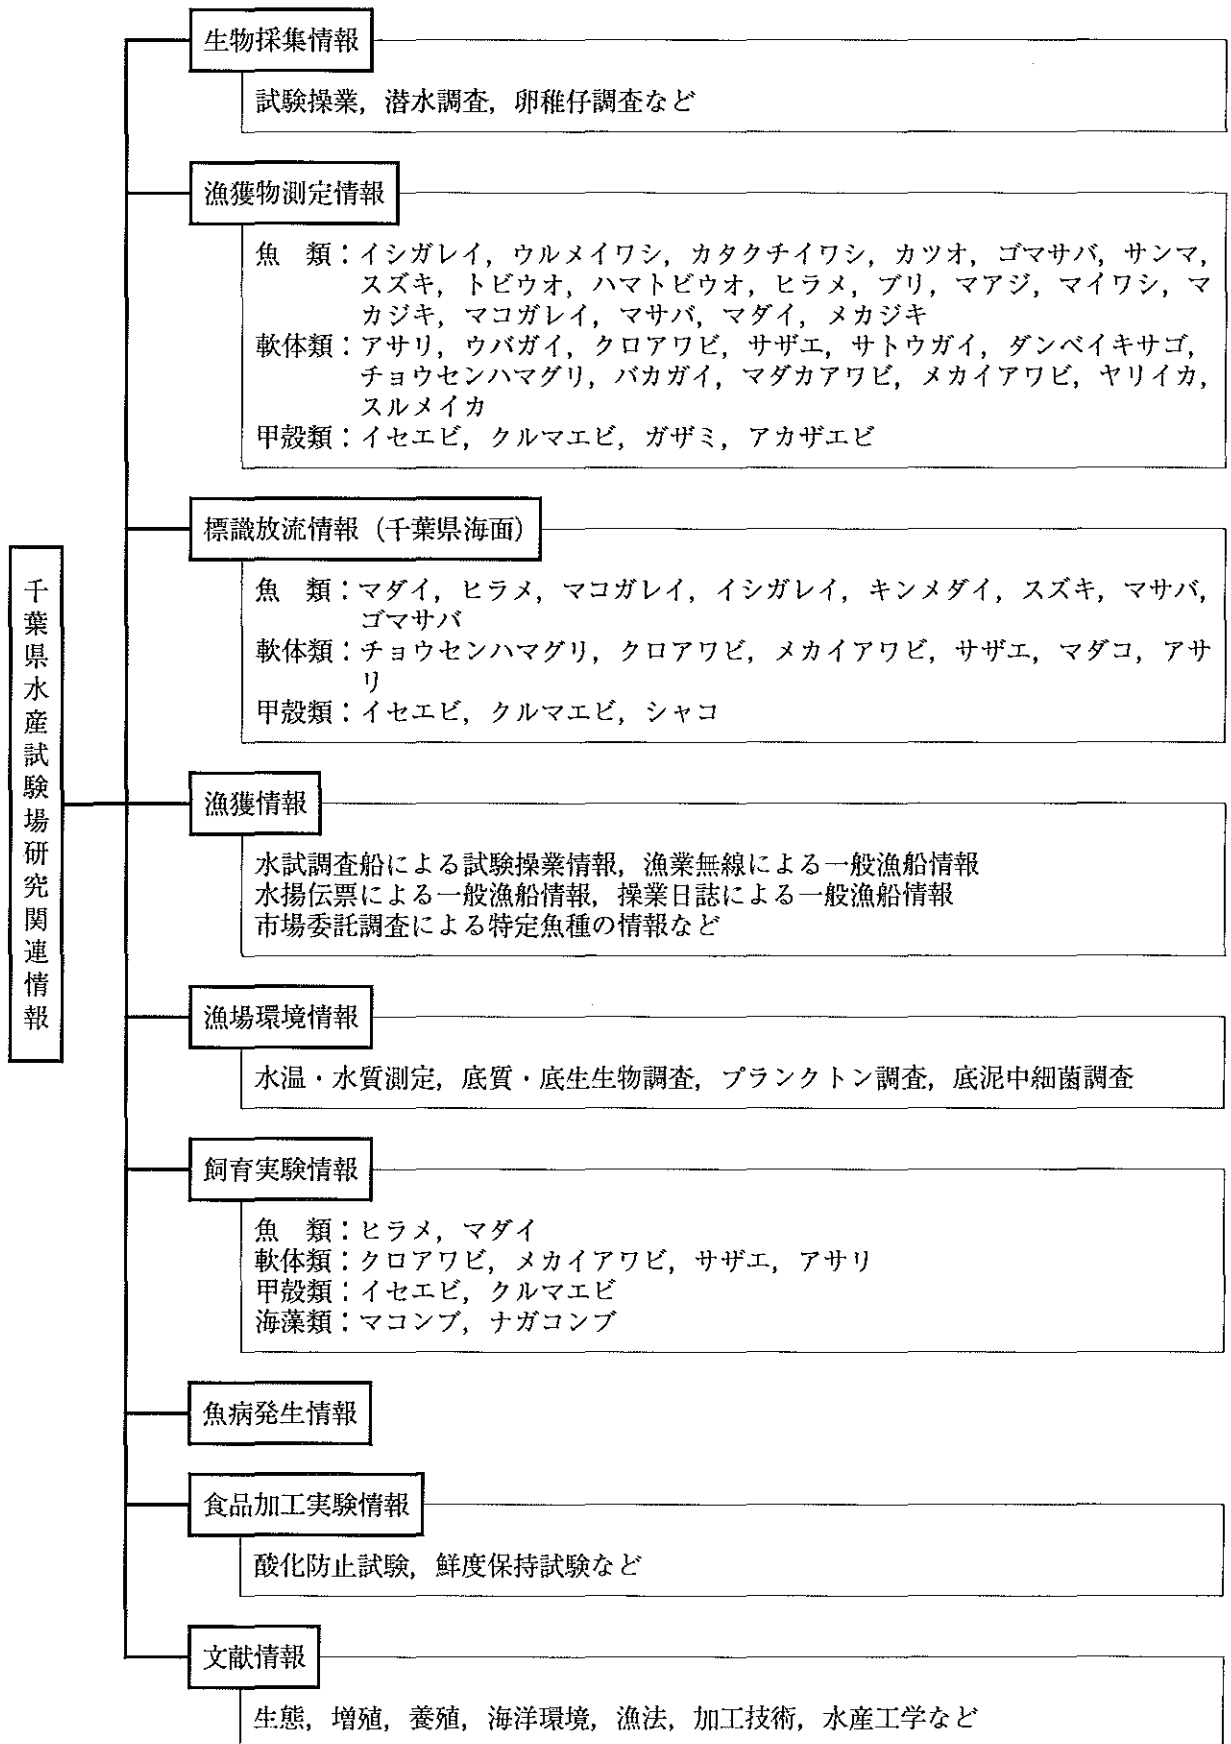 千葉県水産試験場研究関連情報
生物採集情報
試験操業，潜水調査，卵稚仔調査など
漁獲物測定情報
魚　類：イシガレイ，ウルメイワシ，カタクチイワシ，カツオ，ゴマサバ，サンマ，
スズキ，トビウオ，ハマトビウオ，ヒラメ，ブリ，マアジ，マイワシ，マ
カジキ，マコガレイ，マサバ，マダイ，メカジキ
軟体類：アサリ，ウバガイ，クロアワビ，サザエ，サトウガイ，ダンベイキサゴ，
チョウセンハマグリ，バカガイ，マダカアワビ，メカイアワビ，ヤリイカ，
スルメイカ
甲殻類：イセエビ，クルマエビ，ガザミ，アカザエビ
標識放流情報（千葉県海面）
魚　類：マダイ，ヒラメ，マコガレイ，イシガレイ，キンメダイ，スズキ，マサバ，
ゴマサバ
軟体類：チョウセンハマグリ，クロアワビ，メカイアワビ，サザエ，マダコ，アサ
リ
甲殻類：イセエビ，クルマエビ，シャコ
漁獲情報
水試調査船による試験操業情報，漁業無線による一般漁船情報
水揚伝票による一般漁船情報，操業日誌による一般漁船情報
市場委託調査による特定魚種の情報など
漁場環境情報
水温・水質測定，底質・底生生物調査，プランクトン調査，底泥中細菌調査
飼育実験情報
魚　類：ヒラメ，マダイ
軟体類：クロアワビ，メカイアワビ，サザエ，アサリ
甲殻類：イセエビ，クルマエビ
海藻類：マコンブ，ナガコンブ
魚病発生情報
食品加工実験情報
酸化防止試験，鮮度保持試験など
文献情報
生態，増殖，養殖，海洋環境，漁法，加工技術，水産工学など